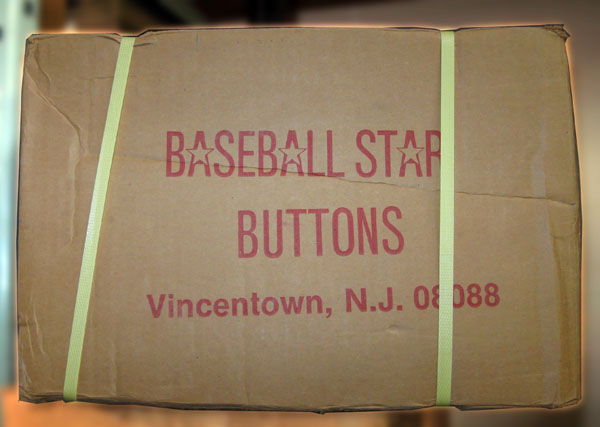 BASEBALL STAR
BUTTONS
Vincentown, N.J. 08088